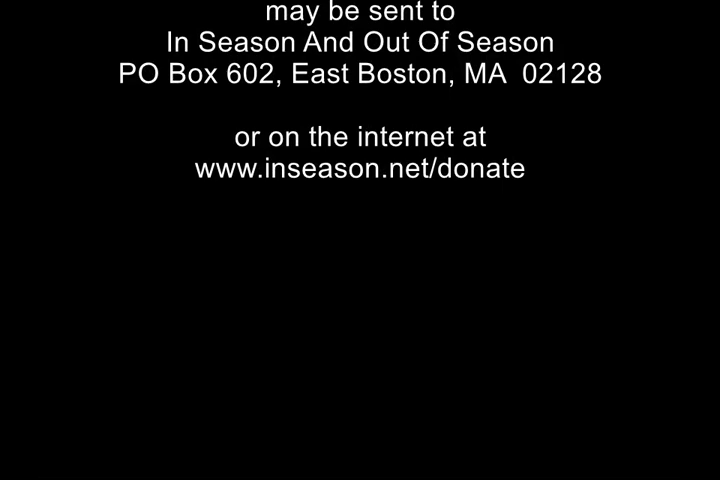 may be sent to
In Season And Out Of Season
PO Box 602, East Boston, MA  02128
or on the internet at
www.inseason.net/donate